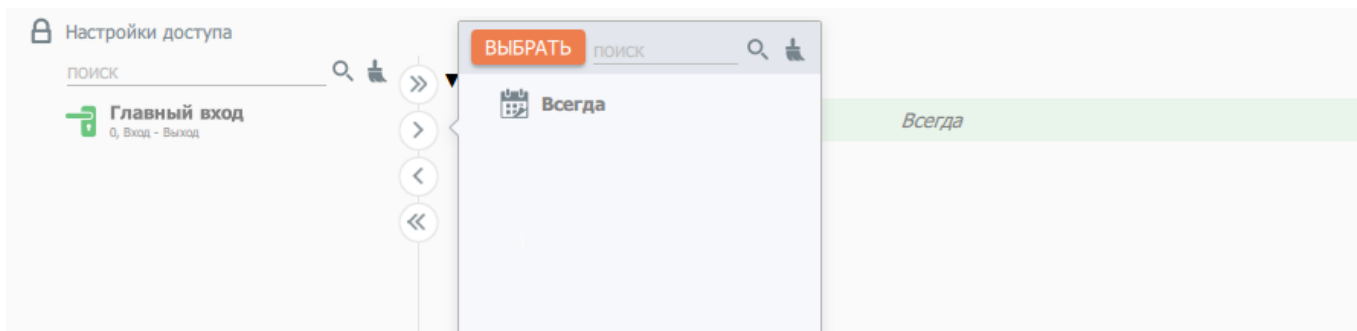 Настройки доступа
поиск
Главный вход
0, Вход - Выход
ВЫБРАТЬ поиск
Всегда
Всегда